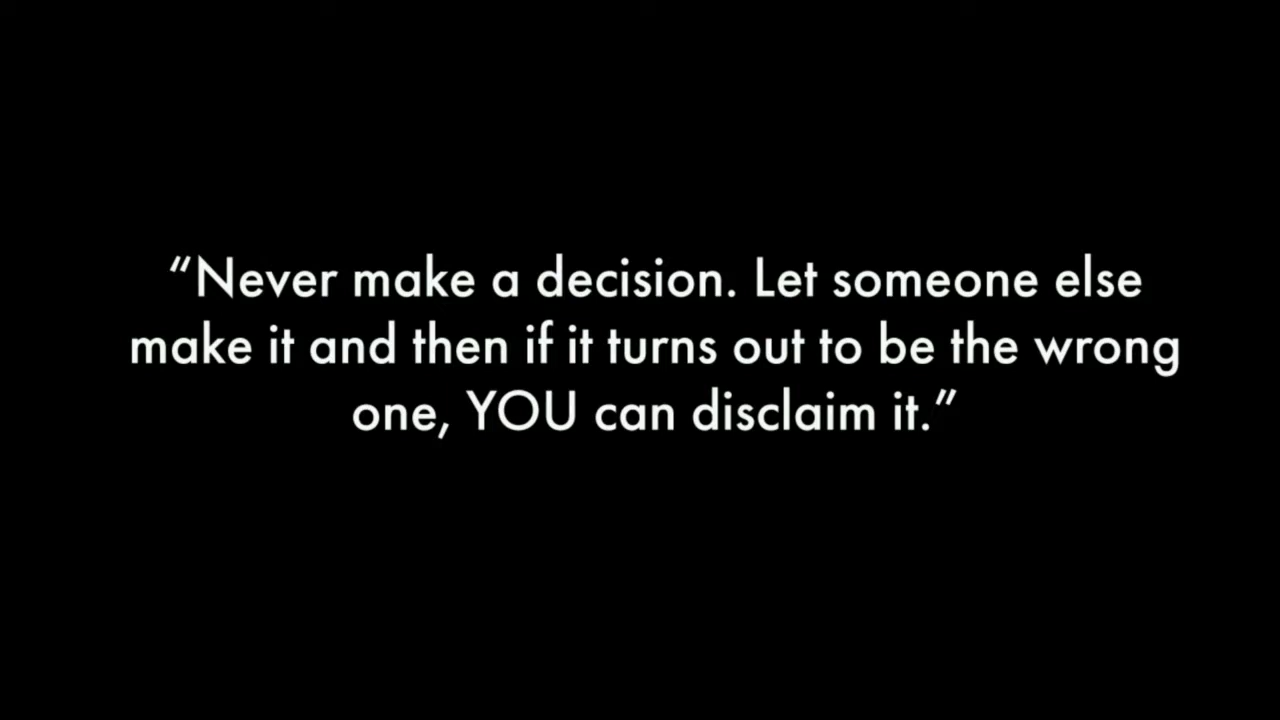 “Never make a decision. Let someone else
make it and then if it turns out to be the wrong
one, YOU can disclaim it.”